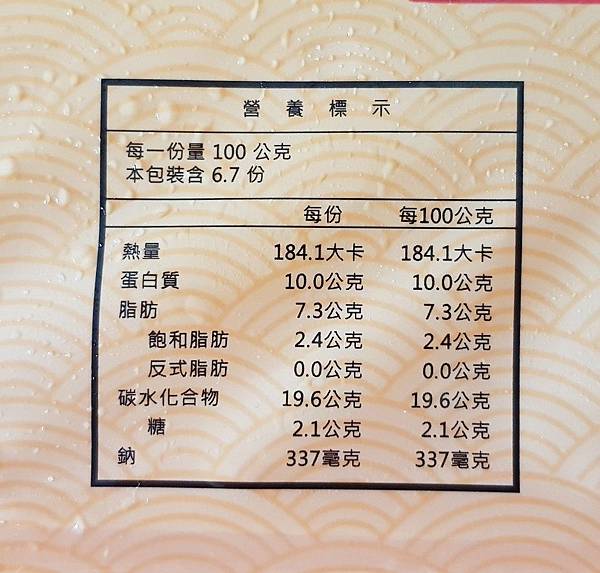 營養標示
每一份量 100 公克
本包裝含 6.7 份
每份 每100公克
熱量 184.1大卡 184.1大卡
蛋白質 10.0公克 10.0公克
脂肪 7.3公克 7.3公克
飽和脂肪 2.4公克 2.4公克
反式脂肪 0.0公克 0.0公克
碳水化合物 19.6公克 19.6公克
糖 2.1公克 2.1公克
鈉 337毫克 337毫克